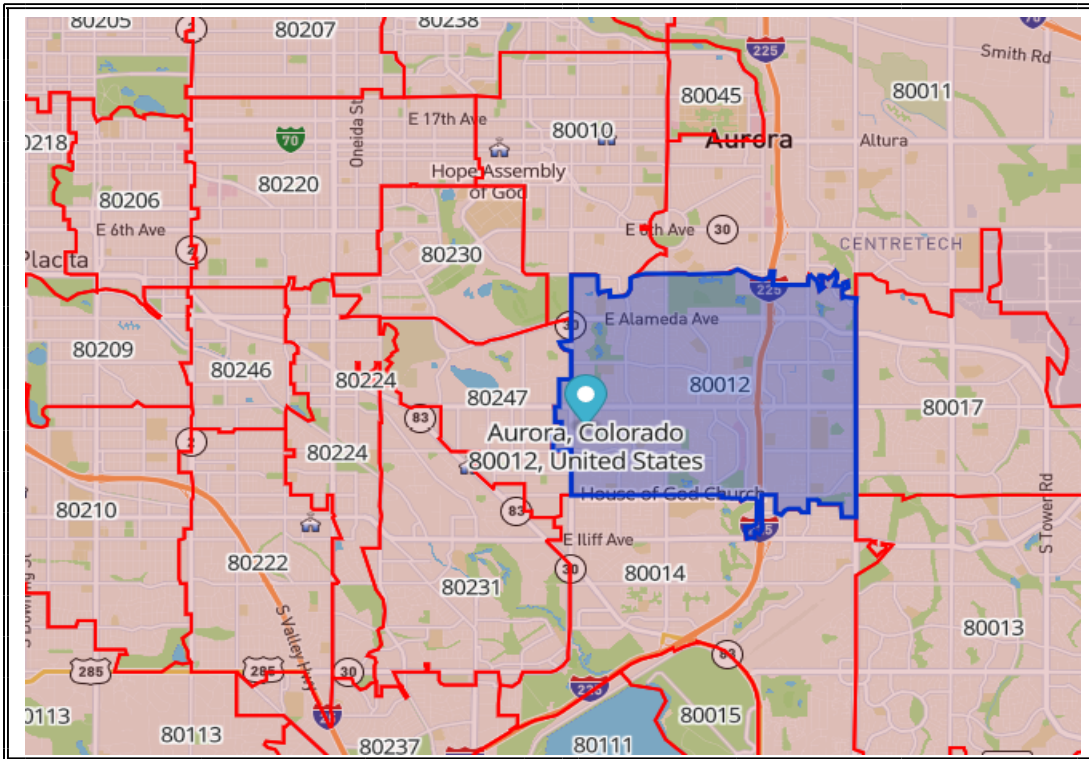 80205
2
80207
80238
225
70
Smith Rd
80011
80045
Oneida St
E 17th Ave
80010
Aurora
Altura
70
80220
Hope Assembly
of God
80206
E 6th Ave
2
80230
30
CENTRETECH
225
30
E Alameda Ave
80209
80246
80224
80247
80012
80017
83
Aurora, Colorado
80012, United States
2
80224
House of God Church
80210
83
225
S Tower Rd
E Iliff Ave
80222
30
80014
80231
S Valley Hwy
80013
285
285
30
83
225
80113
25
80237
80111
80015